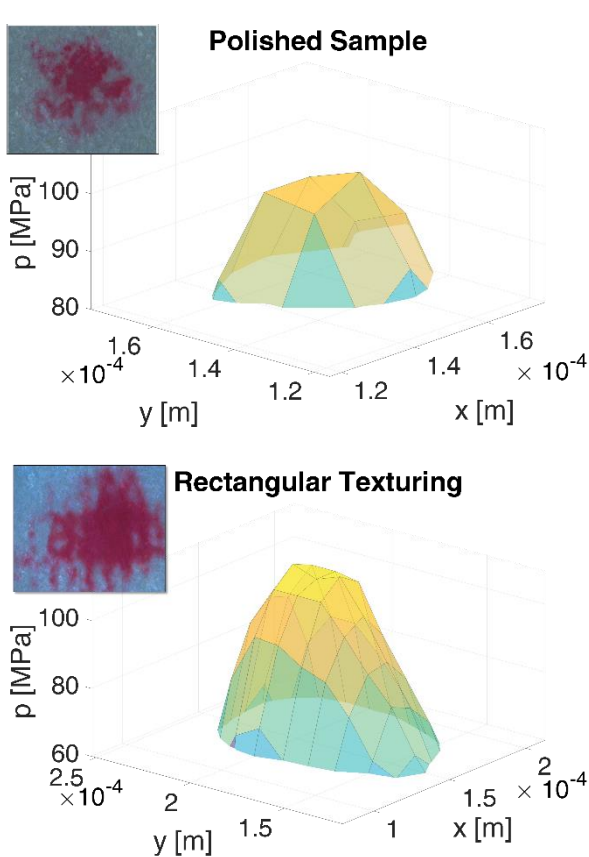 Polished Sample
p [MPa]
100
90
80
1.6
× 10-4
1.4
1.2
y [m]
1.2
1.4
1.6
× 10-4
x [m]
Rectangular Texturing
p [MPa]
100
80
60
2.5
× 10-4
2
1.5
y [m]
1
1.5
2
× 10-4
x [m]